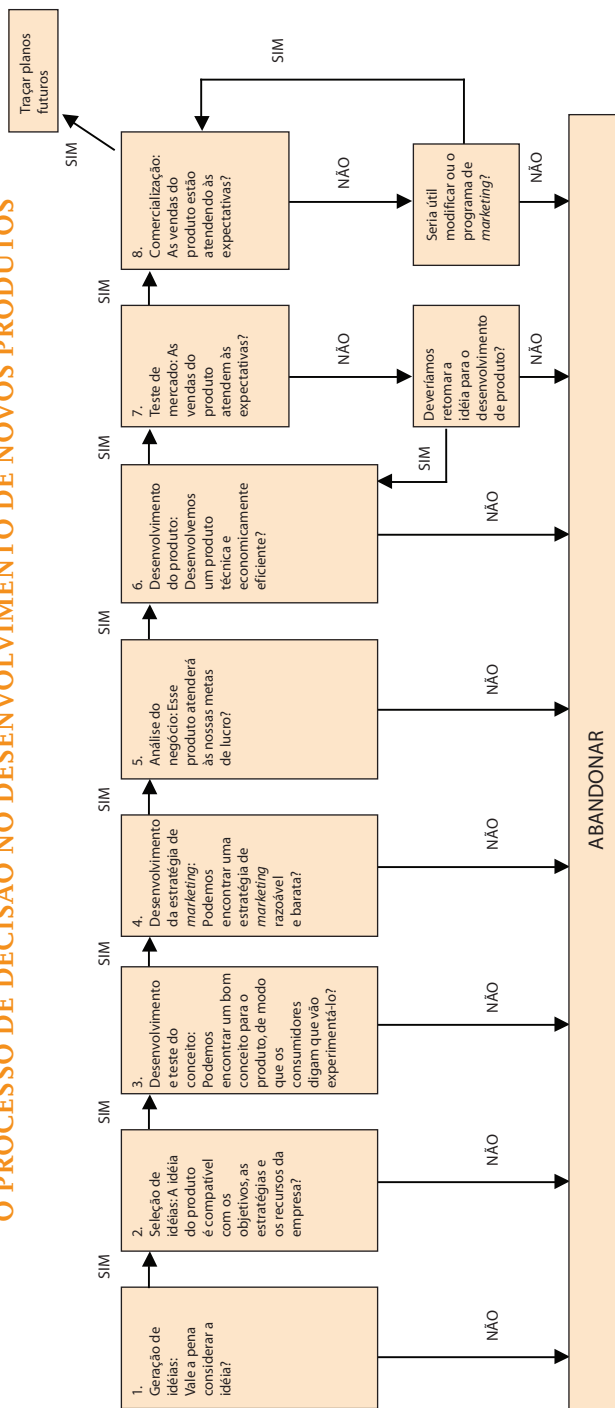 O PROCESSO DE DECISÃO NO DESENVOLVIMENTO DE NOVOS PRODUTOS
1. Geração de
idéias:
Vale a pena
considerar a
idéia?
SIM
NÃO
2. Seleção de
idéias: A idéia
do produto
é compatível
com os
objetivos, as
estratégias e
os recursos da
empresa?
SIM
NÃO
3. Desenvolvimento
e teste do
conceito:
Podemos
encontrar um bom
conceito para o
produto, de modo
que os
consumidores
digam que vão
experimentá-lo?
SIM
NÃO
4. Desenvolvimento
da estratégia de
marketing:
Podemos
encontrar uma
estratégia de
marketing
razoável
e barata?
SIM
NÃO
5. Análise do
negócio: Esse
produto atenderá
às nossas metas
de lucro?
SIM
NÃO
6. Desenvolvimento
do produto:
Desenvolvemos
um produto
técnica e
economicamente
eficiente?
SIM
NÃO
7. Teste de
mercado: As
vendas do
produto
atendem às
expectativas?
SIM
NÃO
Deveríamos
retomar a
idéia para o
desenvolvimento
de produto?
SIM
NÃO
8. Comercialização:
As vendas do
produto estão
atendendo às
expectativas?
SIM
NÃO
Seria útil
modificar ou o
programa de
marketing?
SIM
NÃO
Traçar planos
futuros
ABANDONAR